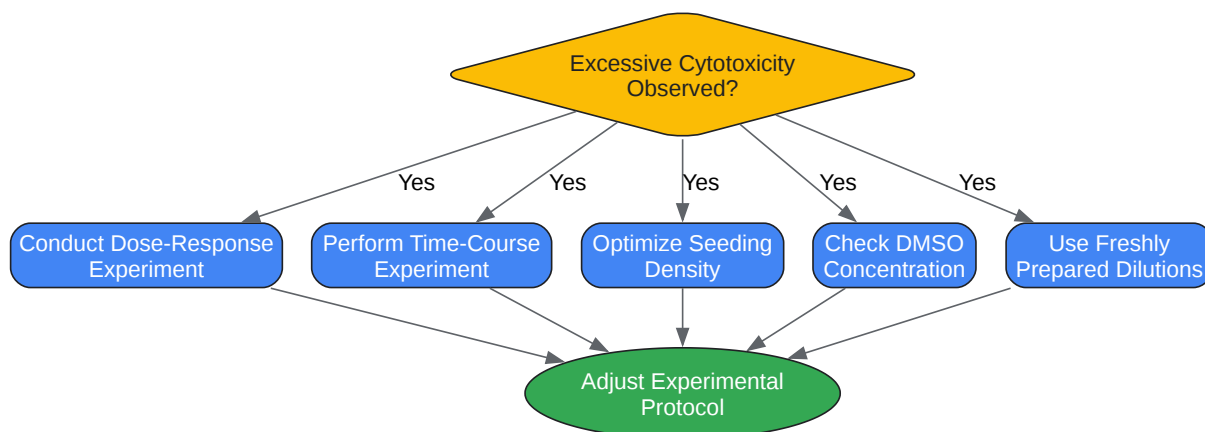 Excessive Cytotoxicity
Observed?
Yes
Yes
Yes
Yes
Yes
Conduct Dose-Response
Experiment
Perform Time-Course
Experiment
Optimize Seeding
Density
Check DMSO
Concentration
Use Freshly
Prepared Dilutions
Adjust Experimental
Protocol